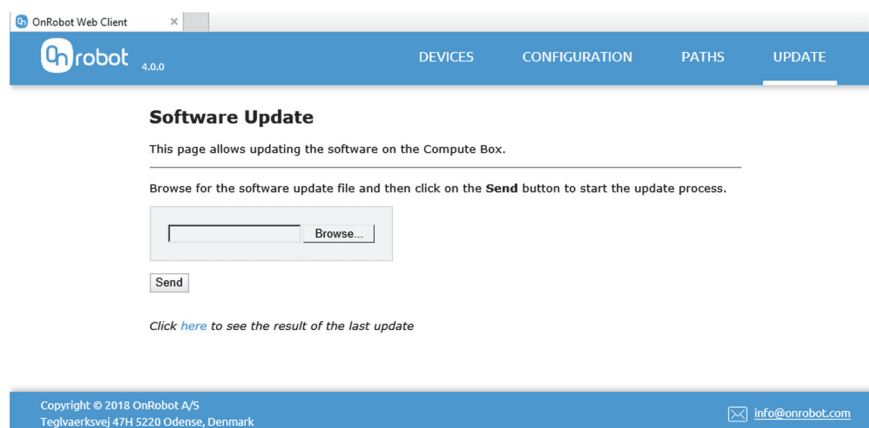 OnRobot Web Client
On robot 4.0.0 DEVICES CONFIGURATION PATHS UPDATE
Software Update
This page allows updating the software on the Compute Box.
Browse for the software update file and then click on the Send button to start the update process.
Browse...
Send
Click here to see the result of the last update
Copyright © 2018 OnRobot A/S
Teglvaerksvej 47H 5220 Odense, Denmark
info@onrobot.com